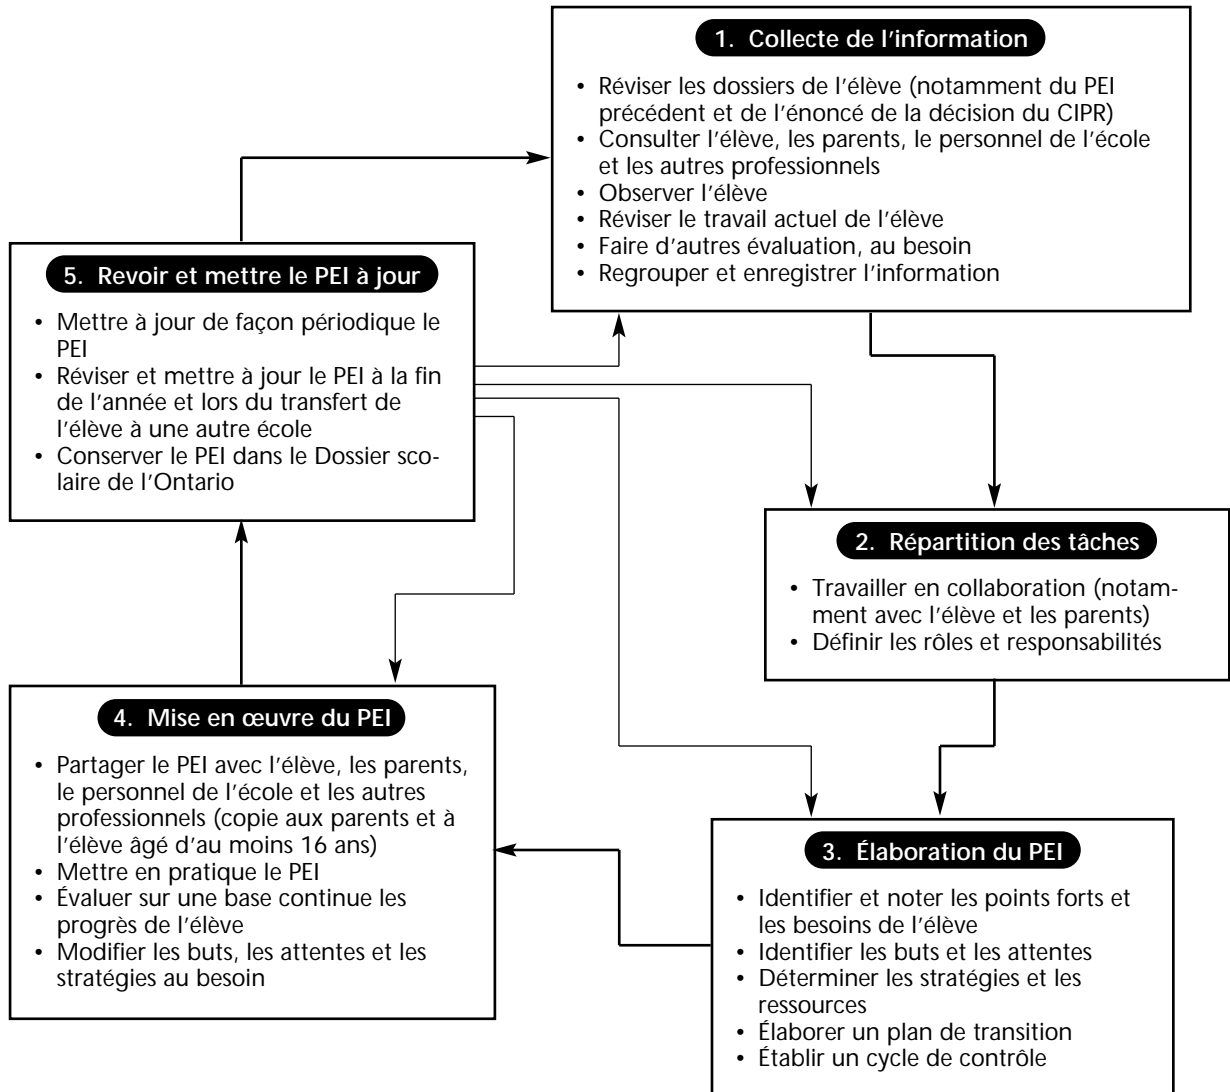 1. Collecte de l'information
• Réviser les dossiers de l'élève (notamment du PEI
précédent et de l'énoncé de la décision du CIPR)
• Consulter l'élève, les parents, le personnel de l'école
et les autres professionnels
• Observer l'élève
• Réviser le travail actuel de l'élève
• Faire d'autres évaluation, au besoin
• Regrouper et enregistrer l'information
2. Répartition des tâches
• Travailler en collaboration (notam-
ment avec l'élève et les parents)
• Définir les rôles et responsabilités
3. Élaboration du PEI
• Identifier et noter les points forts et
les besoins de l'élève
• Identifier les buts et les attentes
• Déterminer les stratégies et les
ressources
• Élaborer un plan de transition
• Établir un cycle de contrôle
4. Mise en œuvre du PEI
• Partager le PEI avec l'élève, les parents,
le personnel de l'école et les autres
professionnels (copie aux parents et à
l'élève âgé d'au moins 16 ans)
• Mettre en pratique le PEI
• Évaluer sur une base continue les
progrès de l'élève
• Modifier les buts, les attentes et les
stratégies au besoin
5. Revoir et mettre le PEI à jour
• Mettre à jour de façon périodique le
PEI
• Réviser et mettre à jour le PEI à la fin
de l'année et lors du transfert de
l'élève à une autre école
• Conserver le PEI dans le Dossier sco-
laire de l'Ontario